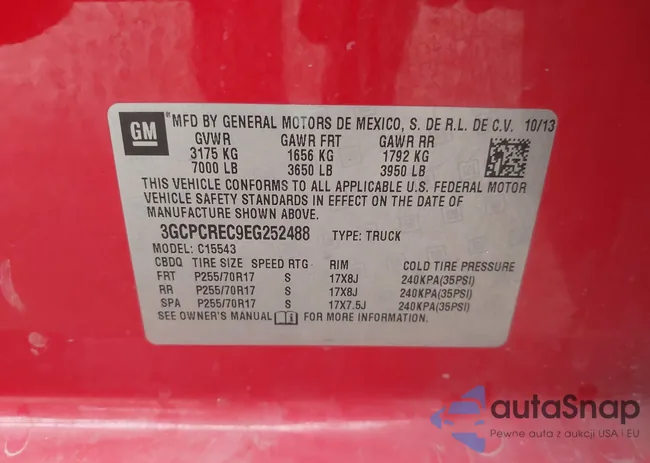 GM
MFD BY GENERAL MOTORS DE MEXICO, S. DE R.L. DE C.V. 10/13
GVWR GAWR FRT GAWR RR
3175 KG 1656 KG 1792 KG
7000 LB 3650 LB 3950 LB
THIS VEHICLE CONFORMS TO ALL APPLICABLE U.S. FEDERAL MOTOR
VEHICLE SAFETY STANDARDS IN EFFECT ON THE DATE OF
MANUFACTURE SHOWN ABOVE.
3GCPCREC9EG252488 TYPE: TRUCK
MODEL: C15543
CBDQ TIRE SIZE SPEED RTG RIM COLD TIRE PRESSURE
FRT P255/70R17 S 17X8J 240KPA(35PSI)
RR P255/70R17 S 17X8J 240KPA(35PSI)
SPA P255/70R17 S 17X7.5J 240KPA(35PSI)
SEE OWNER'S MANUAL FOR MORE INFORMATION.
autaSnap
Pewne auta z aukcji USA i EU